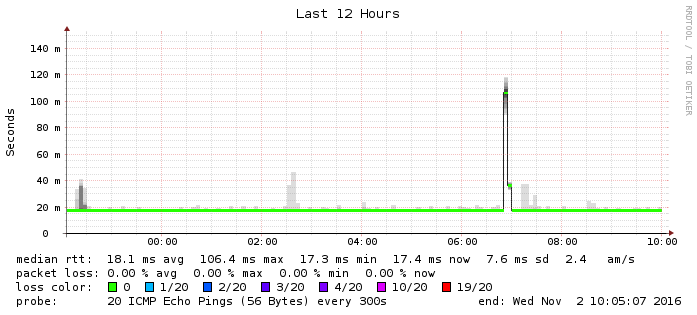 Last 12 Hours
RRDTOOL / TOBI OETIKER
Seconds
140 m
120 m
100 m
80 m
60 m
40 m
20 m
0
00:00 02:00 04:00 06:00 08:00 10:00
median rtt: 18.1 ms avg 106.4 ms max 17.3 ms min 17.4 ms now 7.6 ms sd 2.4 am/s
packet loss: 0.00 % avg 0.00 % max 0.00 % min 0.00 % now
loss color: 0 1/20 2/20 3/20 4/20 10/20 19/20
probe: 20 ICMP Echo Pings (56 Bytes) every 300s end: Wed Nov 2 10:05:07 2016